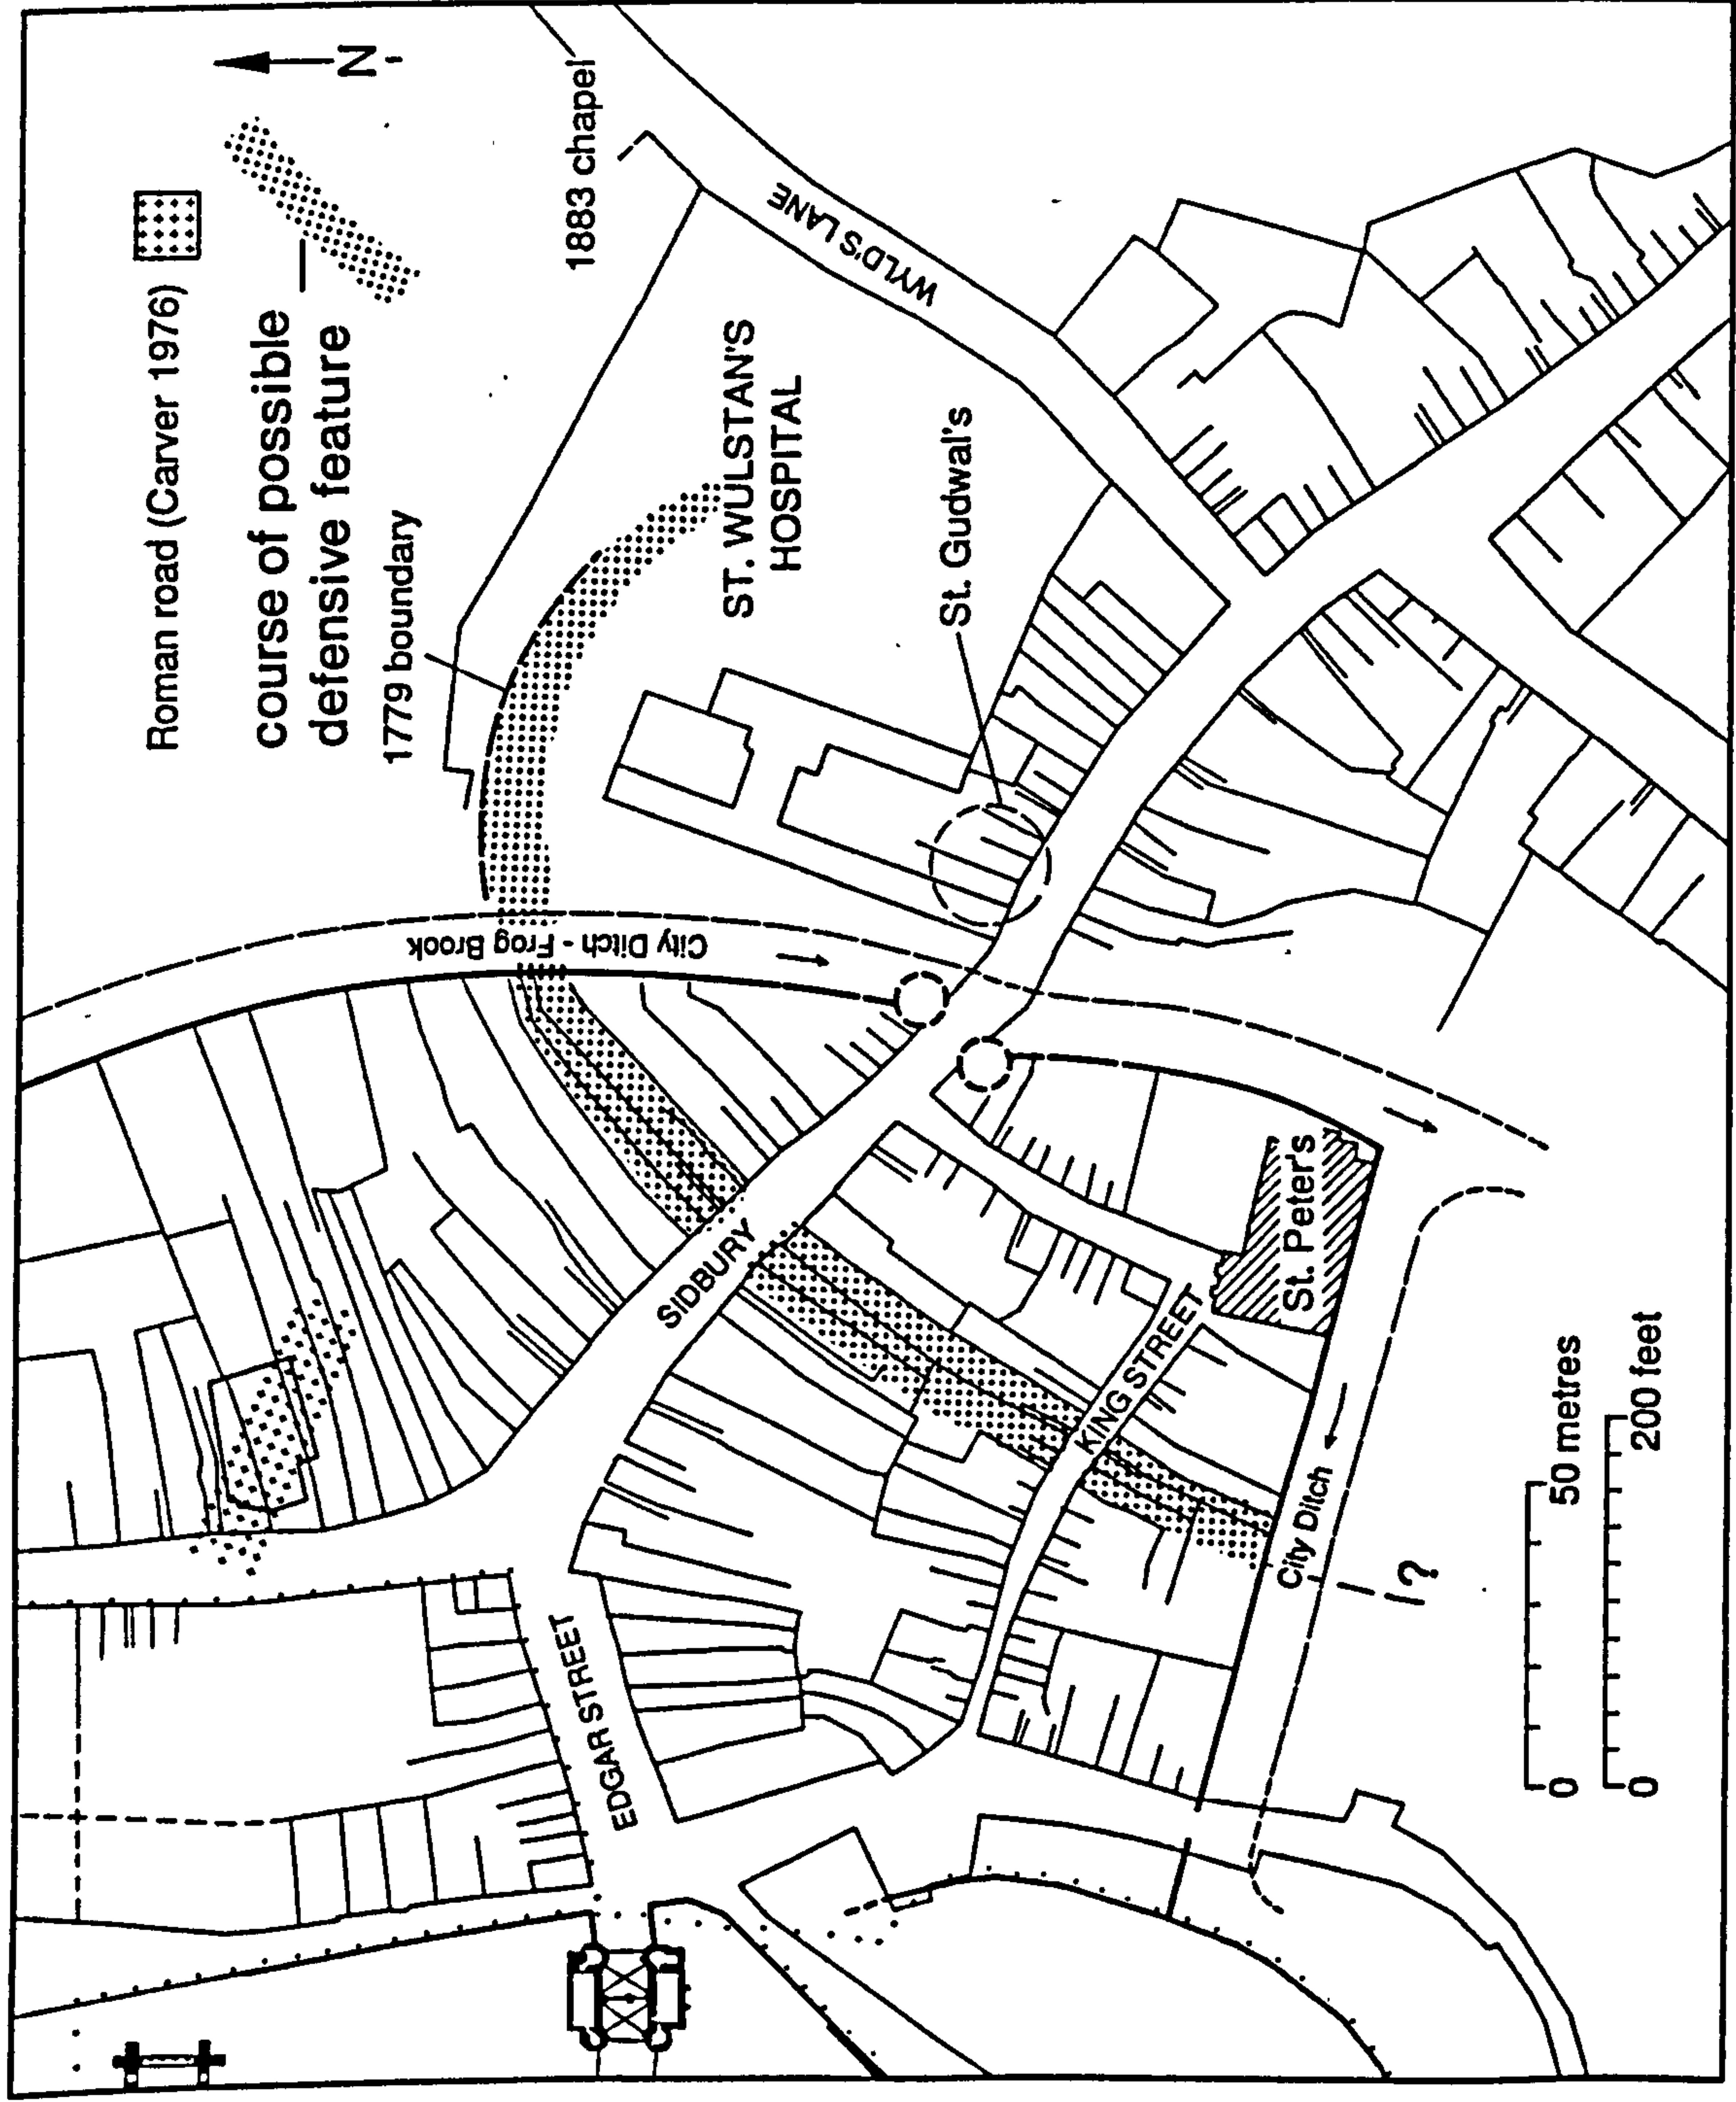 Roman road (Carver 1976)
course of possible
defensive feature
1779 boundary
N
1883 chapel
WYLD'S LANE
ST. WULSTAN'S
HOSPITAL
St. Gudwal's
City Ditch - Frog Brook
SIDBURY
KING STREET
St. Peter's
EDGAR STREET
City Ditch
?
0
50 metres
0
200 feet